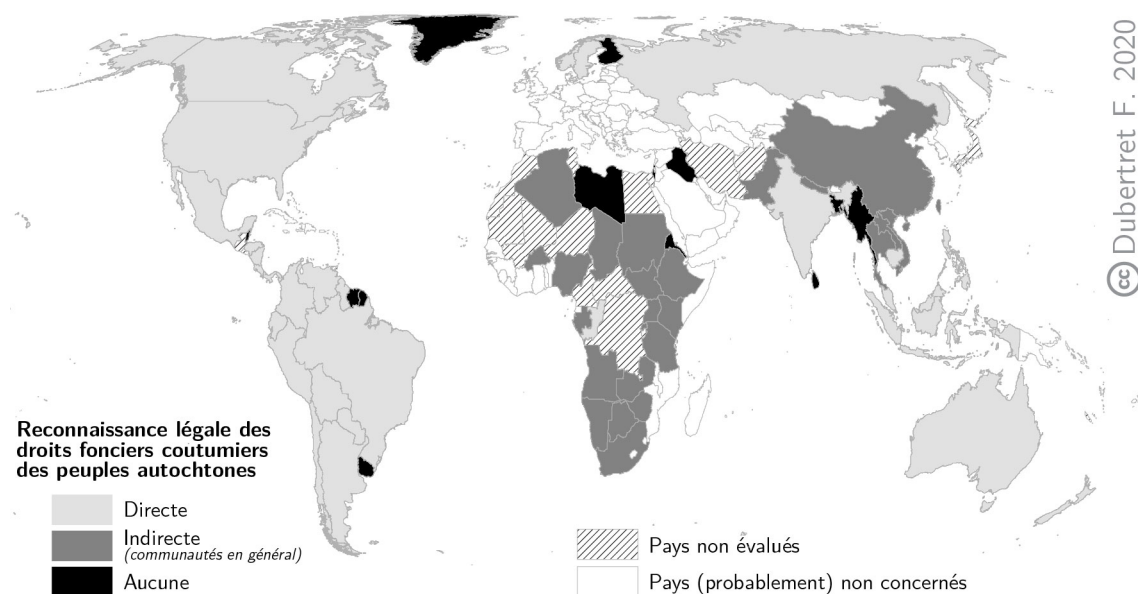 Reconnaissance légale des
droits fonciers coutumiers
des peuples autochtones
Directe
Indirecte
(communautés en général)
Aucune
Pays non évalués
Pays (probablement) non concernés
cc Dubertret F. 2020